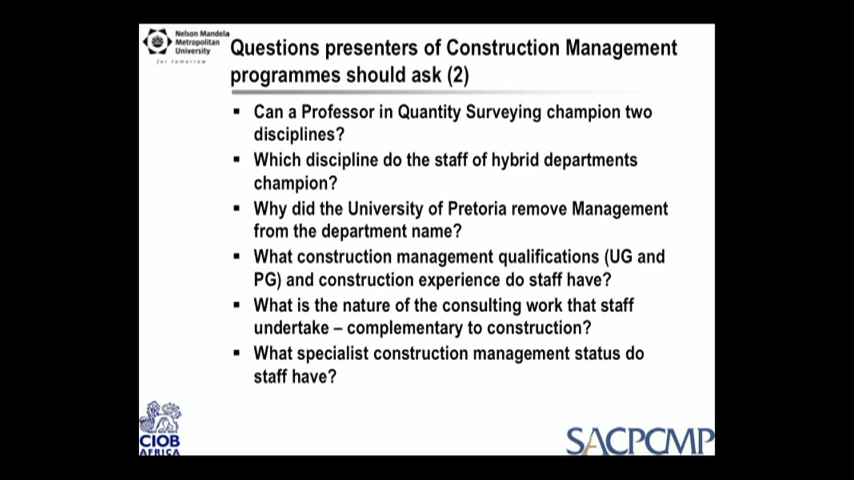 Nelson Mandela
Metropolitan
University
for tomorrow
Questions presenters of Construction Management
programmes should ask (2)
▪ Can a Professor in Quantity Surveying champion two
disciplines?
▪ Which discipline do the staff of hybrid departments
champion?
▪ Why did the University of Pretoria remove Management
from the department name?
▪ What construction management qualifications (UG and
PG) and construction experience do staff have?
▪ What is the nature of the consulting work that staff
undertake – complementary to construction?
▪ What specialist construction management status do
staff have?
CIOB
AFRICA
SACPCMP